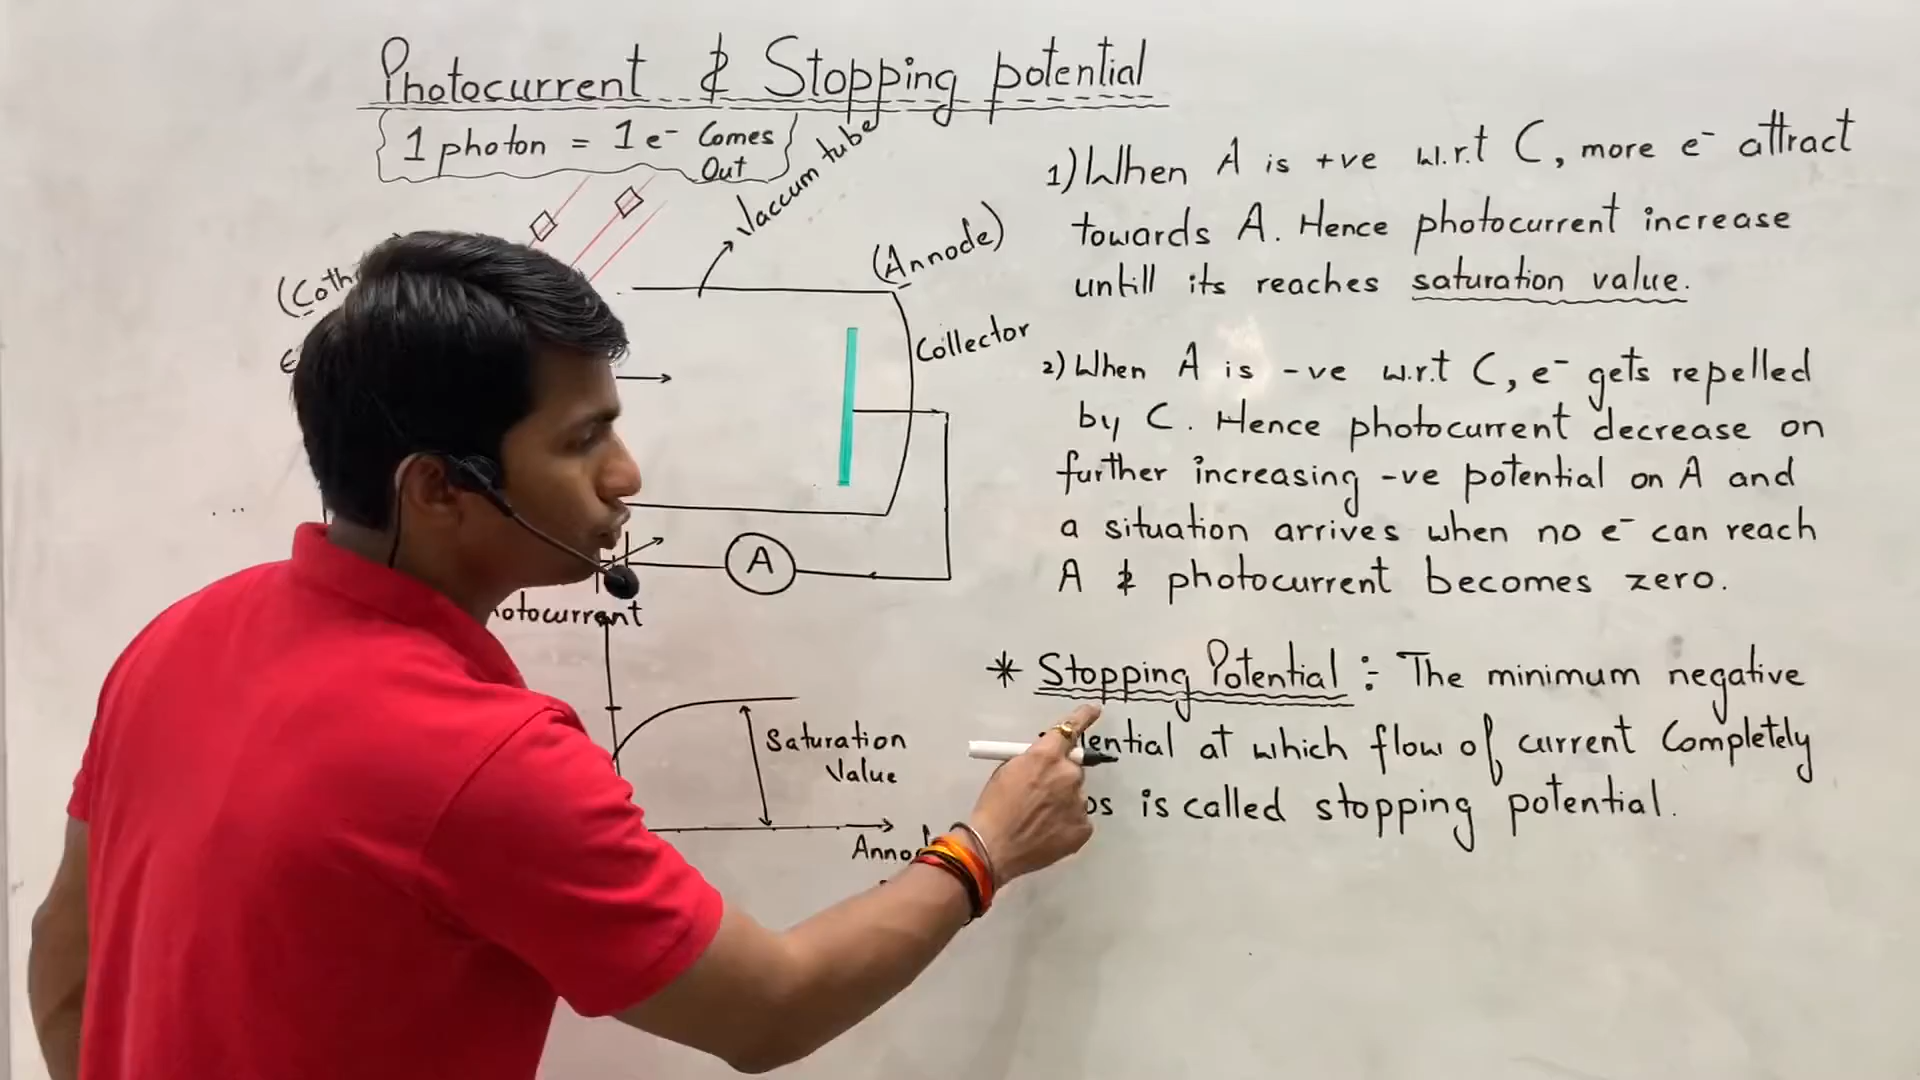 Photocurrent & Stopping potential
{ 1 photon = 1 e⁻ Comes
Out }
Vaccum tube
(Annode)
Collector
A
Saturation
Value
1) When A is +ve w.r.t C, more e⁻ attract
towards A. Hence photocurrent increase
untill its reaches saturation value.
2) When A is -ve w.r.t C, e⁻ gets repelled
by C. Hence photocurrent decrease on
further increasing -ve potential on A and
a situation arrives when no e⁻ can reach
A & photocurrent becomes zero.
* Stopping Potential :- The minimum negative
at which flow of current Completely
is called stopping potential.